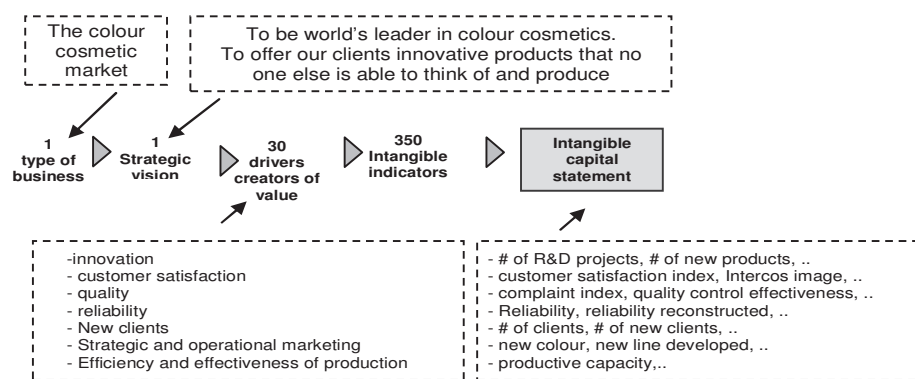 The colour
cosmetic
market
To be world's leader in colour cosmetics.
To offer our clients innovative products that no
one else is able to think of and produce
1
type of
business
1
Strategic
vision
30
drivers
creators of
value
350
Intangible
indicators
Intangible
capital
statement
-innovation
- customer satisfaction
- quality
- reliability
- New clients
- Strategic and operational marketing
- Efficiency and effectiveness of production
- # of R&D projects, # of new products, ..
- customer satisfaction index, Intercos image, ..
- complaint index, quality control effectiveness, ..
- Reliability, reliability reconstructed, ..
- # of clients, # of new clients, ..
- new colour, new line developed, ..
- productive capacity,..